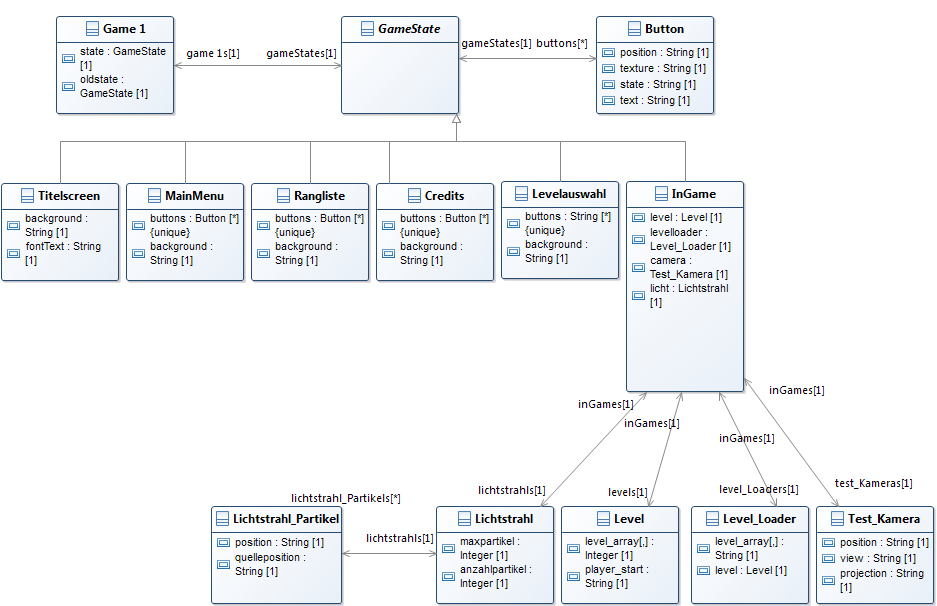 Game 1
state : GameState
[1]
oldstate :
GameState [1]
game 1s[1]
gameStates[1]
GameState
gameStates[1]
buttons[*]
Button
position : String [1]
texture : String [1]
state : String [1]
text : String [1]
Titelscreen
background :
String [1]
fontText : String
[1]
MainMenu
buttons : Button [*]
{unique}
background :
String [1]
Rangliste
buttons : Button [*]
{unique}
background :
String [1]
Credits
buttons : Button [*]
{unique}
background :
String [1]
Levelauswahl
buttons : String [*]
{unique}
background :
String [1]
InGame
level : Level [1]
levelloader :
Level_Loader [1]
camera :
Test_Kamera [1]
licht : Lichtstrahl
[1]
inGames[1]
inGames[1]
inGames[1]
inGames[1]
lichtstrahls[1]
levels[1]
level_Loaders[1]
test_Kameras[1]
lichtstrahl_Partikels[*]
lichtstrahls[1]
Lichtstrahl_Partikel
position : String [1]
quelleposition :
String [1]
Lichtstrahl
maxpartikel :
Integer [1]
anzahlpartikel :
Integer [1]
Level
level_array[,] :
Integer [1]
player_start :
String [1]
Level_Loader
level_array[,] :
String [1]
level : Level [1]
Test_Kamera
position : String [1]
view : String [1]
projection : String
[1]